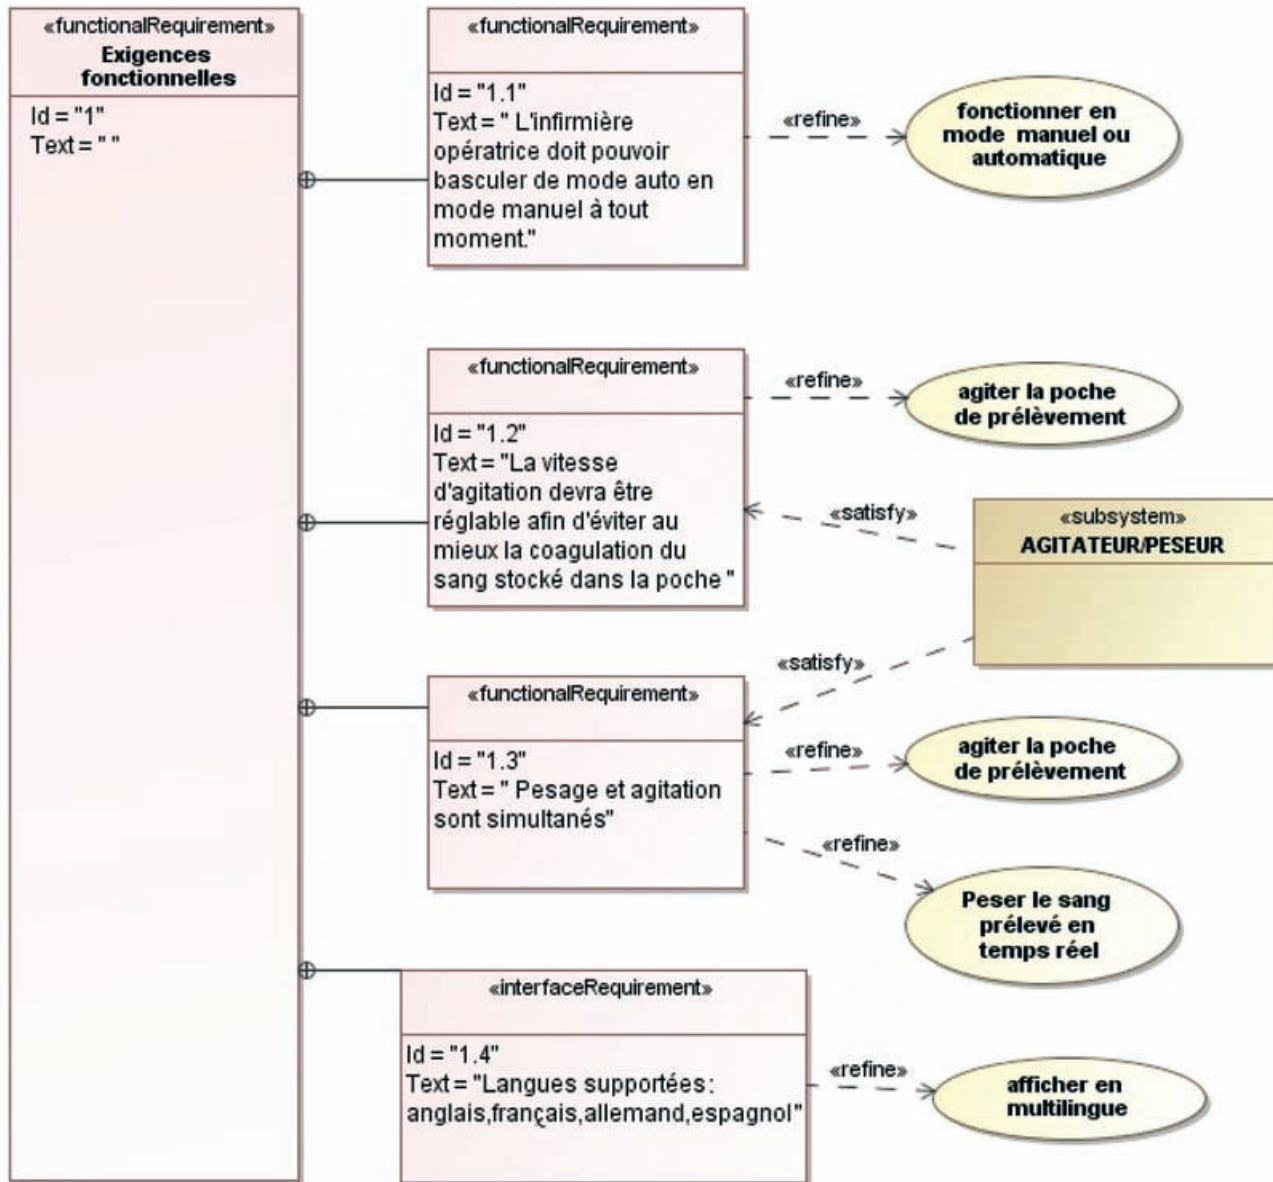 «functionalRequirement»
Exigences
fonctionnelles
Id = "1"
Text = " "
«functionalRequirement»
Id = "1.1"
Text = " L'infirmière
opératrice doit pouvoir
basculer de mode auto en
mode manuel à tout
moment."
«refine»
fonctionner en
mode manuel ou
automatique
«functionalRequirement»
Id = "1.2"
Text = "La vitesse
d'agitation devra être
réglable afin d'éviter au
mieux la coagulation du
sang stocké dans la poche "
«refine»
agiter la poche
de prélèvement
«satisfy»
«subsystem»
AGITATEUR/PESEUR
«satisfy»
«functionalRequirement»
Id = "1.3"
Text = " Pesage et agitation
sont simultanés"
«refine»
agiter la poche
de prélèvement
«refine»
Peser le sang
prélevé en
temps réel
«interfaceRequirement»
Id = "1.4"
Text = "Langues supportées:
anglais,français,allemand,espagnol"
«refine»
afficher en
multilingue